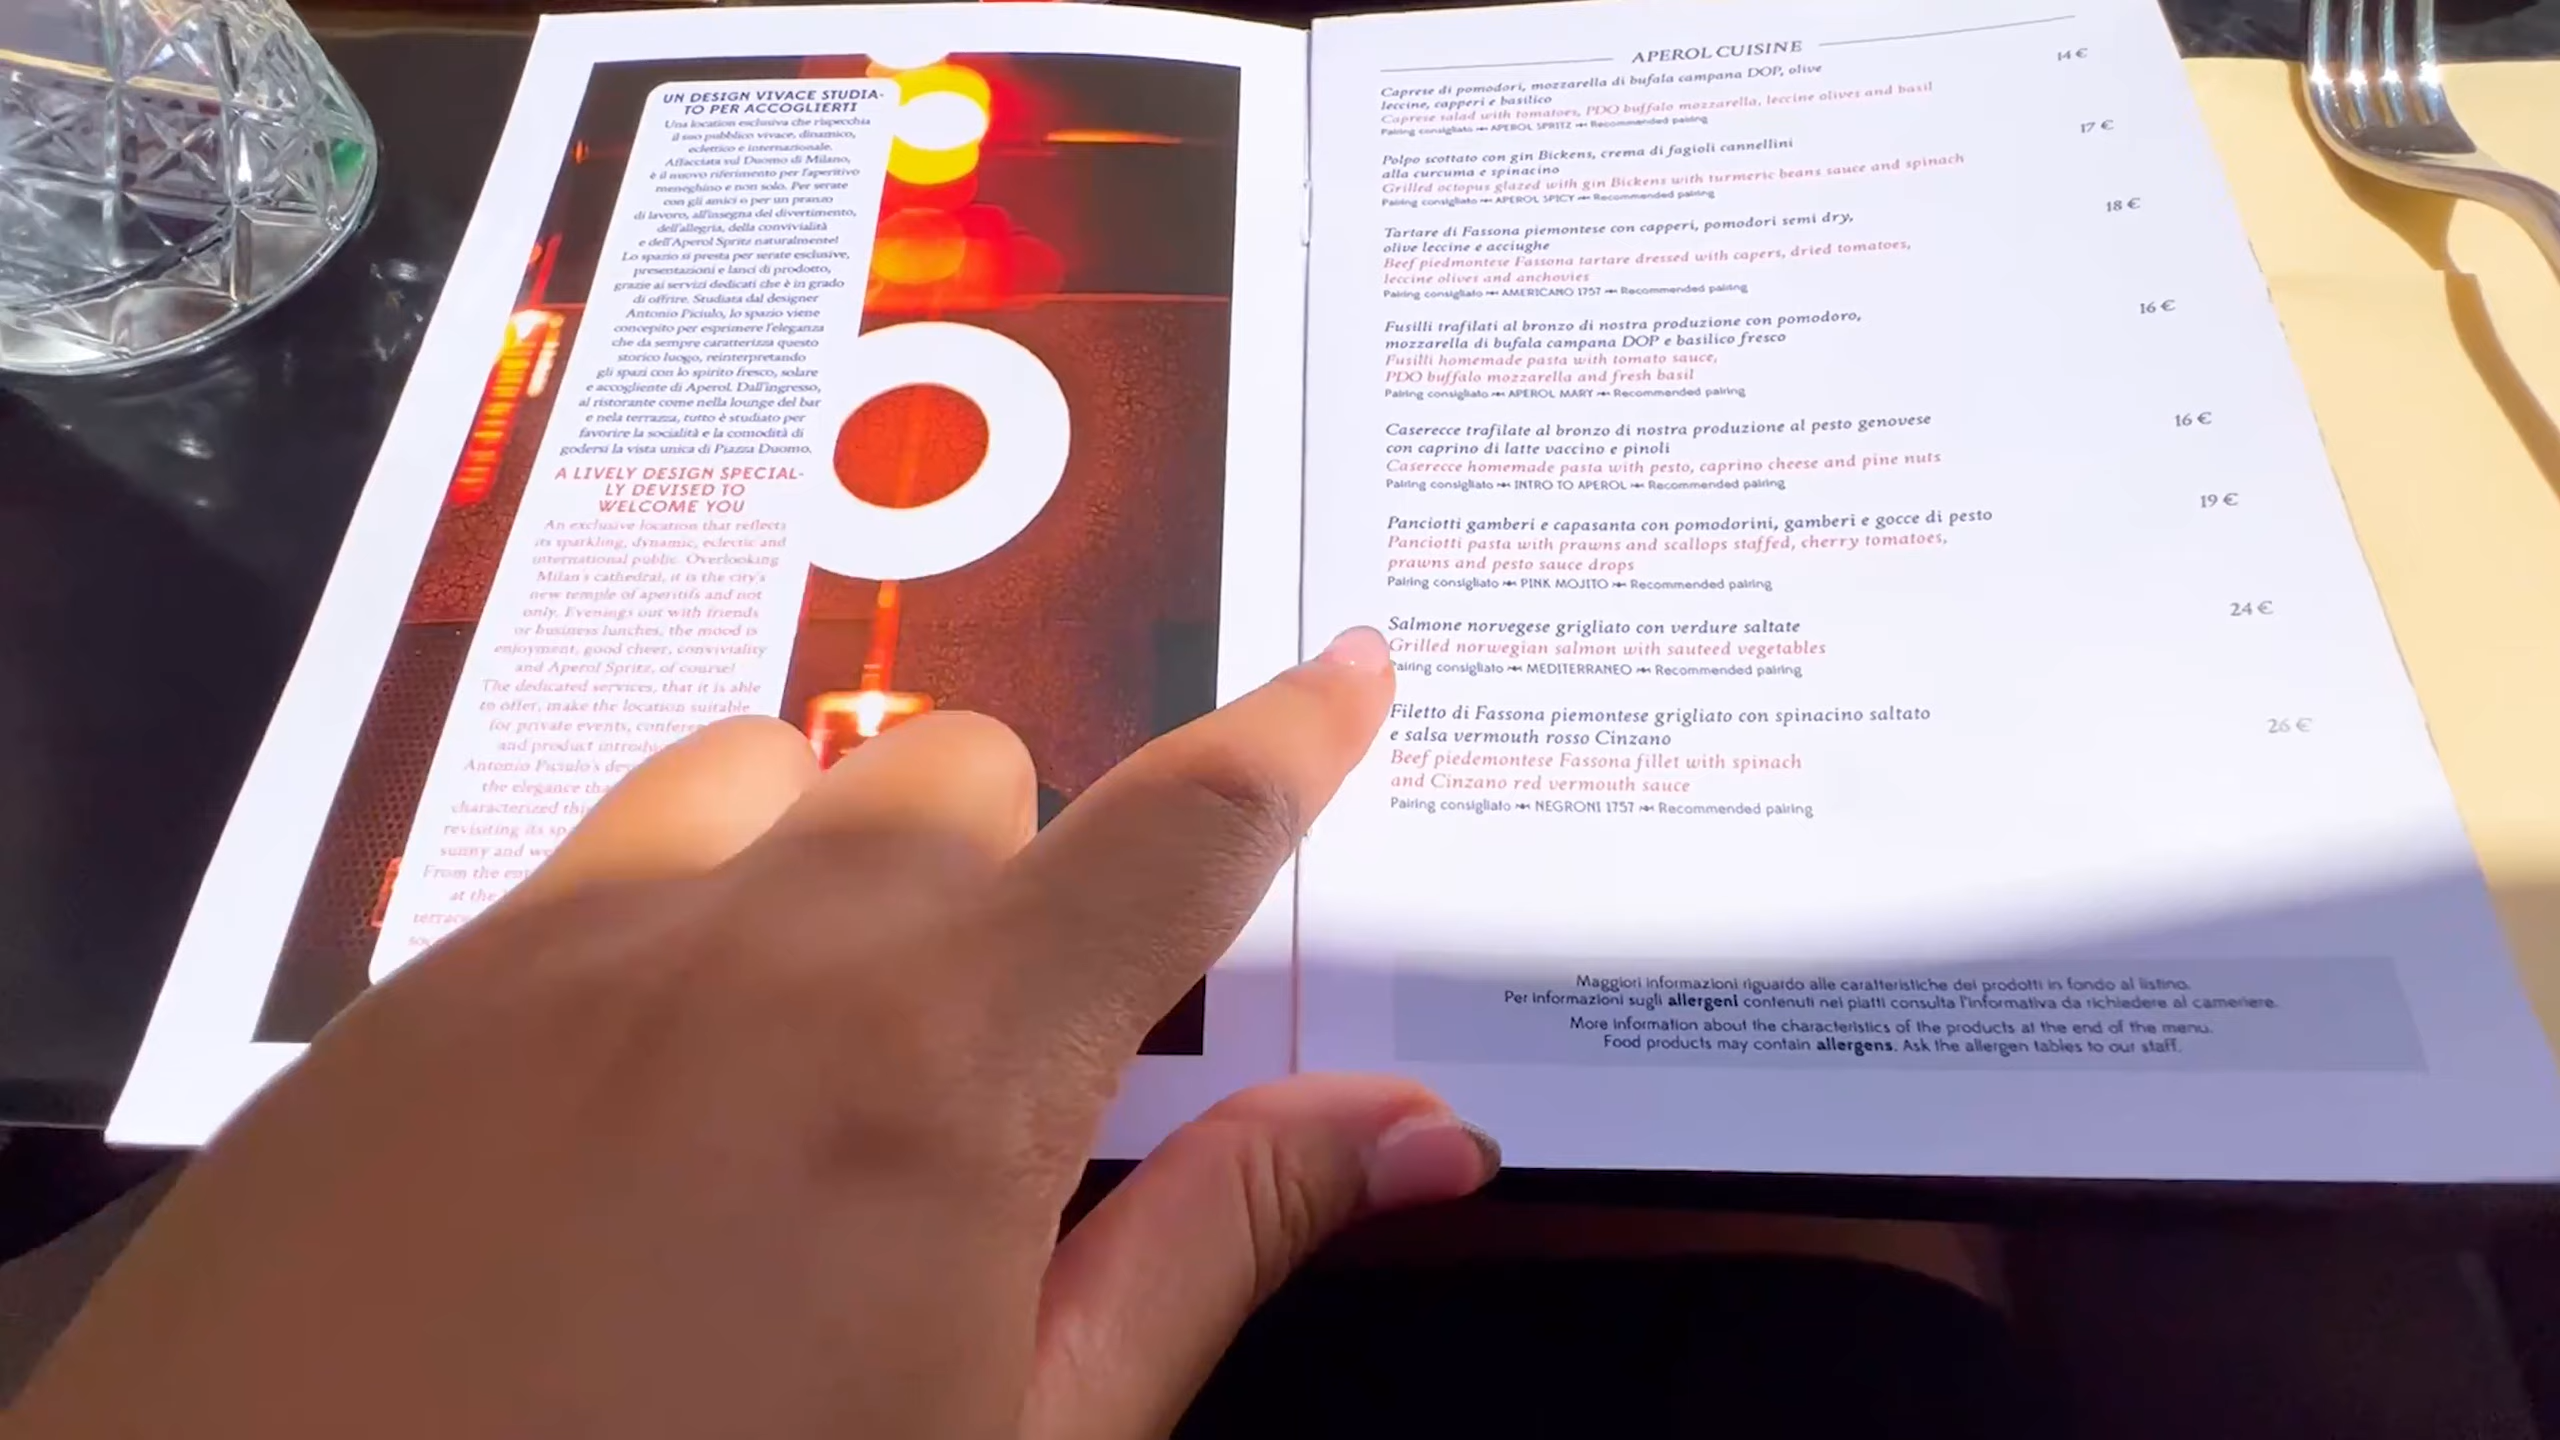 UN DESIGN VIVACE STUDIA-
TO PER ACCOGLIERTI
Una location esclusiva che rispecchia
il suo pubblico vivace, dinamico,
eclettico e internazionale.
Affacciata sul Duomo di Milano,
è il nuovo riferimento per l'aperitivo
meneghino e non solo. Per serate
con gli amici o per un pranzo
di lavoro, all'insegna del divertimento,
dell'allegria, della convivialità
e dell'Aperol Spritz naturalmente!
Lo spazio si presta per serate esclusive,
presentazioni e lanci di prodotto,
grazie ai servizi dedicati che è in grado
di offrire. Studiata dal designer
Antonio Piciulo, lo spazio viene
concepito per esprimere l'eleganza
che da sempre caratterizza questo
storico luogo, reinterpretando
gli spazi con lo spirito fresco, solare
e accogliente di Aperol. Dall'ingresso,
al ristorante come nella lounge del bar
e nela terrazza, tutto è studiato per
favorire la socialità e la comodità di
godersi la vista unica di Piazza Duomo.
A LIVELY DESIGN SPECIAL-
LY DEVISED TO
WELCOME YOU
An exclusive location that reflects
its sparkling, dynamic, eclectic and
international public. Overlooking
Milan's cathedral, it is the city's
new temple of aperitifs and not
only. Evenings out with friends
or business lunches, the mood is
enjoyment, good cheer, conviviality
and Aperol Spritz, of course!
The dedicated services, that it is able
to offer, make the location suitable
for private events,
and product
Antonio Piciulo's
the elegance
characterized
revisiting its
sunny and
From the
at the
APEROL CUISINE
Caprese di pomodori, mozzarella di bufala campana DOP, olive 14 €
leccine, capperi e basilico
Caprese salad with tomatoes, PDO buffalo mozzarella, leccine olives and basil
Pairing consigliato APEROL SPRITZ Recommended pairing
Polpo scottato con gin Bickens, crema di fagioli cannellini 17 €
alla curcuma e spinacino
Grilled octopus glazed with gin Bickens with turmeric beans sauce and spinach
Pairing consigliato APEROL SPICY Recommended pairing
Tartare di Fassona piemontese con capperi, pomodori semi dry, 18 €
olive leccine e acciughe
Beef piedmontese Fassona tartare dressed with capers, dried tomatoes,
leccine olives and anchovies
Pairing consigliato AMERICANO 1757 Recommended pairing
Fusilli trafilati al bronzo di nostra produzione con pomodoro, 16 €
mozzarella di bufala campana DOP e basilico fresco
Fusilli homemade pasta with tomato sauce,
PDO buffalo mozzarella and fresh basil
Pairing consigliato APEROL MARY Recommended pairing
Caserecce trafilate al bronzo di nostra produzione al pesto genovese 16 €
con caprino di latte vaccino e pinoli
Caserecce homemade pasta with pesto, caprino cheese and pine nuts
Pairing consigliato INTRO TO APEROL Recommended pairing
Panciotti gamberi e capasanta con pomodorini, gamberi e gocce di pesto 19 €
Panciotti pasta with prawns and scallops staffed, cherry tomatoes,
prawns and pesto sauce drops
Pairing consigliato PINK MOJITO Recommended pairing
Salmone norvegese grigliato con verdure saltate 24 €
Grilled norwegian salmon with sauteed vegetables
Pairing consigliato MEDITERRANEO Recommended pairing
Filetto di Fassona piemontese grigliato con spinacino saltato 26 €
e salsa vermouth rosso Cinzano
Beef piedemontese Fassona fillet with spinach
and Cinzano red vermouth sauce
Pairing consigliato NEGRONI 1757 Recommended pairing
Maggiori informazioni riguardo alle caratteristiche dei prodotti in fondo al listino.
Per informazioni sugli allergeni contenuti nei piatti consulta l'informativa da richiedere al cameriere.
More information about the characteristics of the products at the end of the menu.
Food products may contain allergens. Ask the allergen tables to our staff.